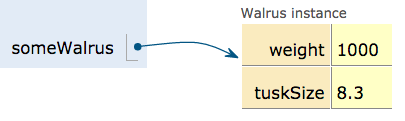 Walrus instance
someWalrus
weight 1000
tuskSize 8.3